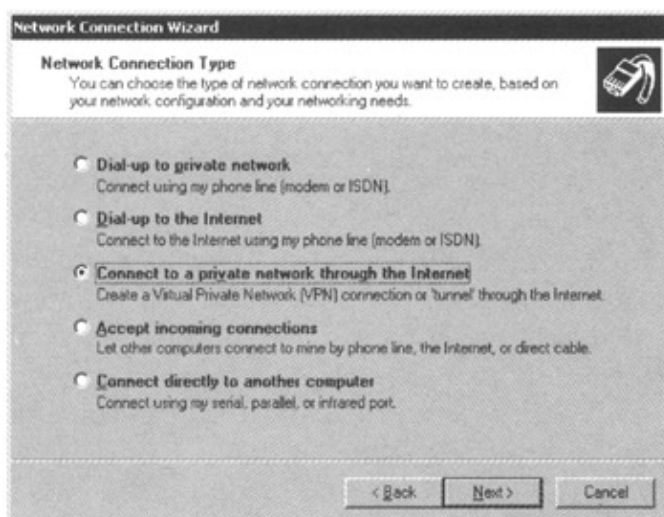 Network Connection Wizard
Network Connection Type
You can choose the type of network connection you want to create, based on
your network configuration and your networking needs.
Dial-up to private network
Connect using my phone line (modem or ISDN).
Dial-up to the Internet
Connect to the Internet using my phone line (modem or ISDN).
Connect to a private network through the Internet
Create a Virtual Private Network (VPN) connection or 'tunnel' through the Internet.
Accept incoming connections
Let other computers connect to mine by phone line, the Internet, or direct cable.
Connect directly to another computer
Connect using my serial, parallel, or infrared port.
< Back Next > Cancel